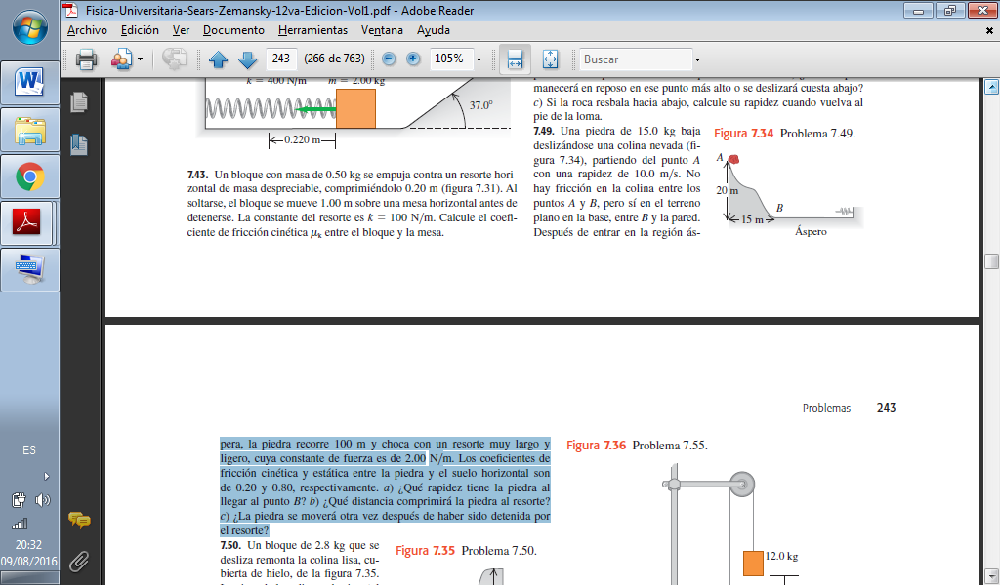 Fisica-Universitaria-Sears-Zemansky-12va-Edicion-Vol1.pdf - Adobe Reader
Archivo Edición Ver Documento Herramientas Ventana Ayuda
243 (266 de 763) 105% Buscar
k = 400 N/m m = 2.00 kg
37.0°
0.220 m
7.43. Un bloque con masa de 0.50 kg se empuja contra un resorte hori-
zontal de masa despreciable, comprimiéndolo 0.20 m (figura 7.31). Al
soltarse, el bloque se mueve 1.00 m sobre una mesa horizontal antes de
detenerse. La constante del resorte es k = 100 N/m. Calcule el coefi-
ciente de fricción cinética μk entre el bloque y la mesa.
manecerá en reposo en ese punto más alto o se deslizará cuesta abajo?
c) Si la roca resbala hacia abajo, calcule su rapidez cuando vuelva al
pie de la loma.
7.49. Una piedra de 15.0 kg baja
deslizándose una colina nevada (fi-
gura 7.34), partiendo del punto A
con una rapidez de 10.0 m/s. No
hay fricción en la colina entre los
puntos A y B, pero sí en el terreno
plano en la base, entre B y la pared.
Después de entrar en la región ás-
Figura 7.34 Problema 7.49.
A
20 m
B
15 m
Áspero
Problemas 243
pera, la piedra recorre 100 m y choca con un resorte muy largo y
ligero, cuya constante de fuerza es de 2.00 N/m. Los coeficientes de
fricción cinética y estática entre la piedra y el suelo horizontal son
de 0.20 y 0.80, respectivamente. a) ¿Qué rapidez tiene la piedra al
llegar al punto B? b) ¿Qué distancia comprimirá la piedra al resorte?
c) ¿La piedra se moverá otra vez después de haber sido detenida por
el resorte?
7.50. Un bloque de 2.8 kg que se
desliza remonta la colina lisa, cu-
bierta de hielo, de la figura 7.35.
Figura 7.35 Problema 7.50.
Figura 7.36 Problema 7.55.
12.0 kg
ES
20:32
09/08/2016